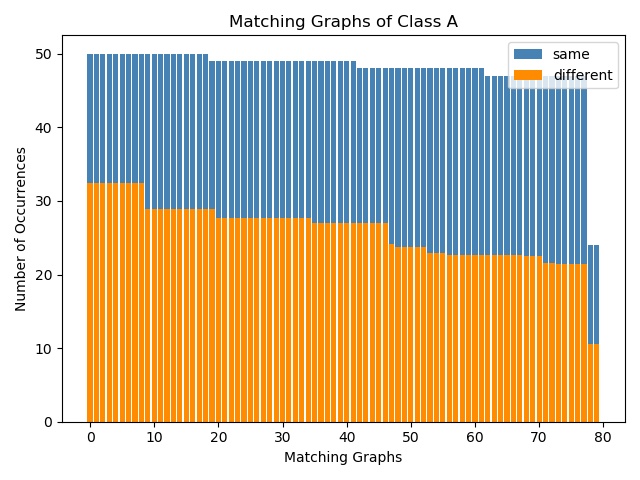 Matching Graphs of Class A
same
different
Number of Occurrences
50
40
30
20
10
0
0 10 20 30 40 50 60 70 80
Matching Graphs